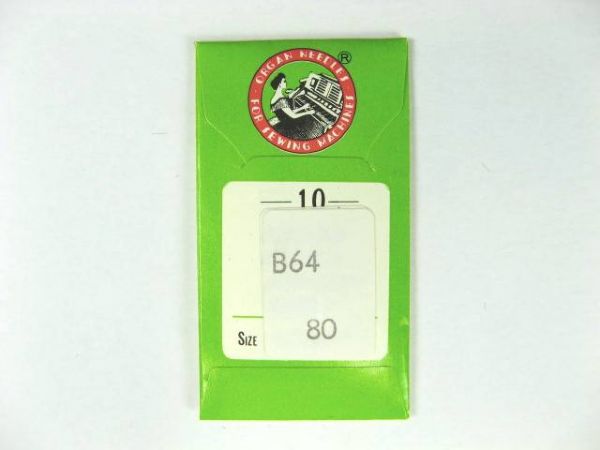 ORGAN NEEDLES
FOR SEWING MACHINES
®
10
B64
SIZE 80